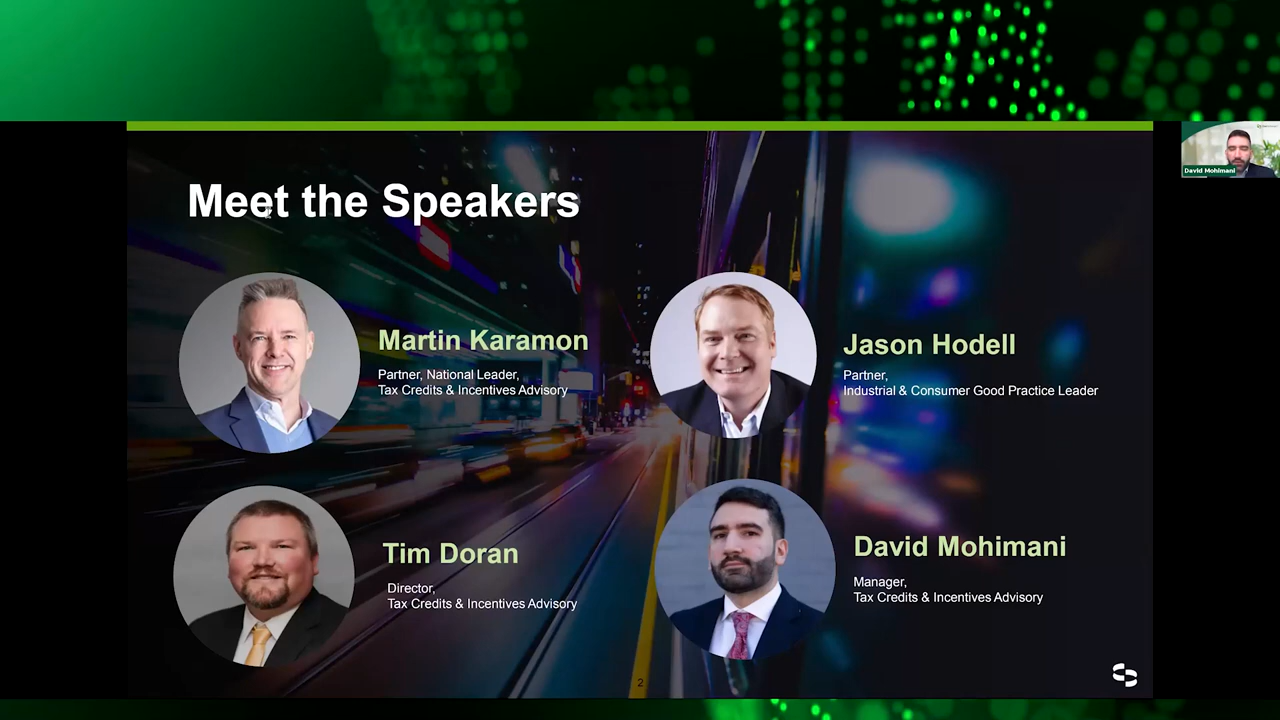 Meet the Speakers
Martin Karamon
Partner, National Leader,
Tax Credits & Incentives Advisory
Jason Hodell
Partner,
Industrial & Consumer Good Practice Leader
Tim Doran
Director,
Tax Credits & Incentives Advisory
David Mohimani
Manager,
Tax Credits & Incentives Advisory
2
David Mohimani